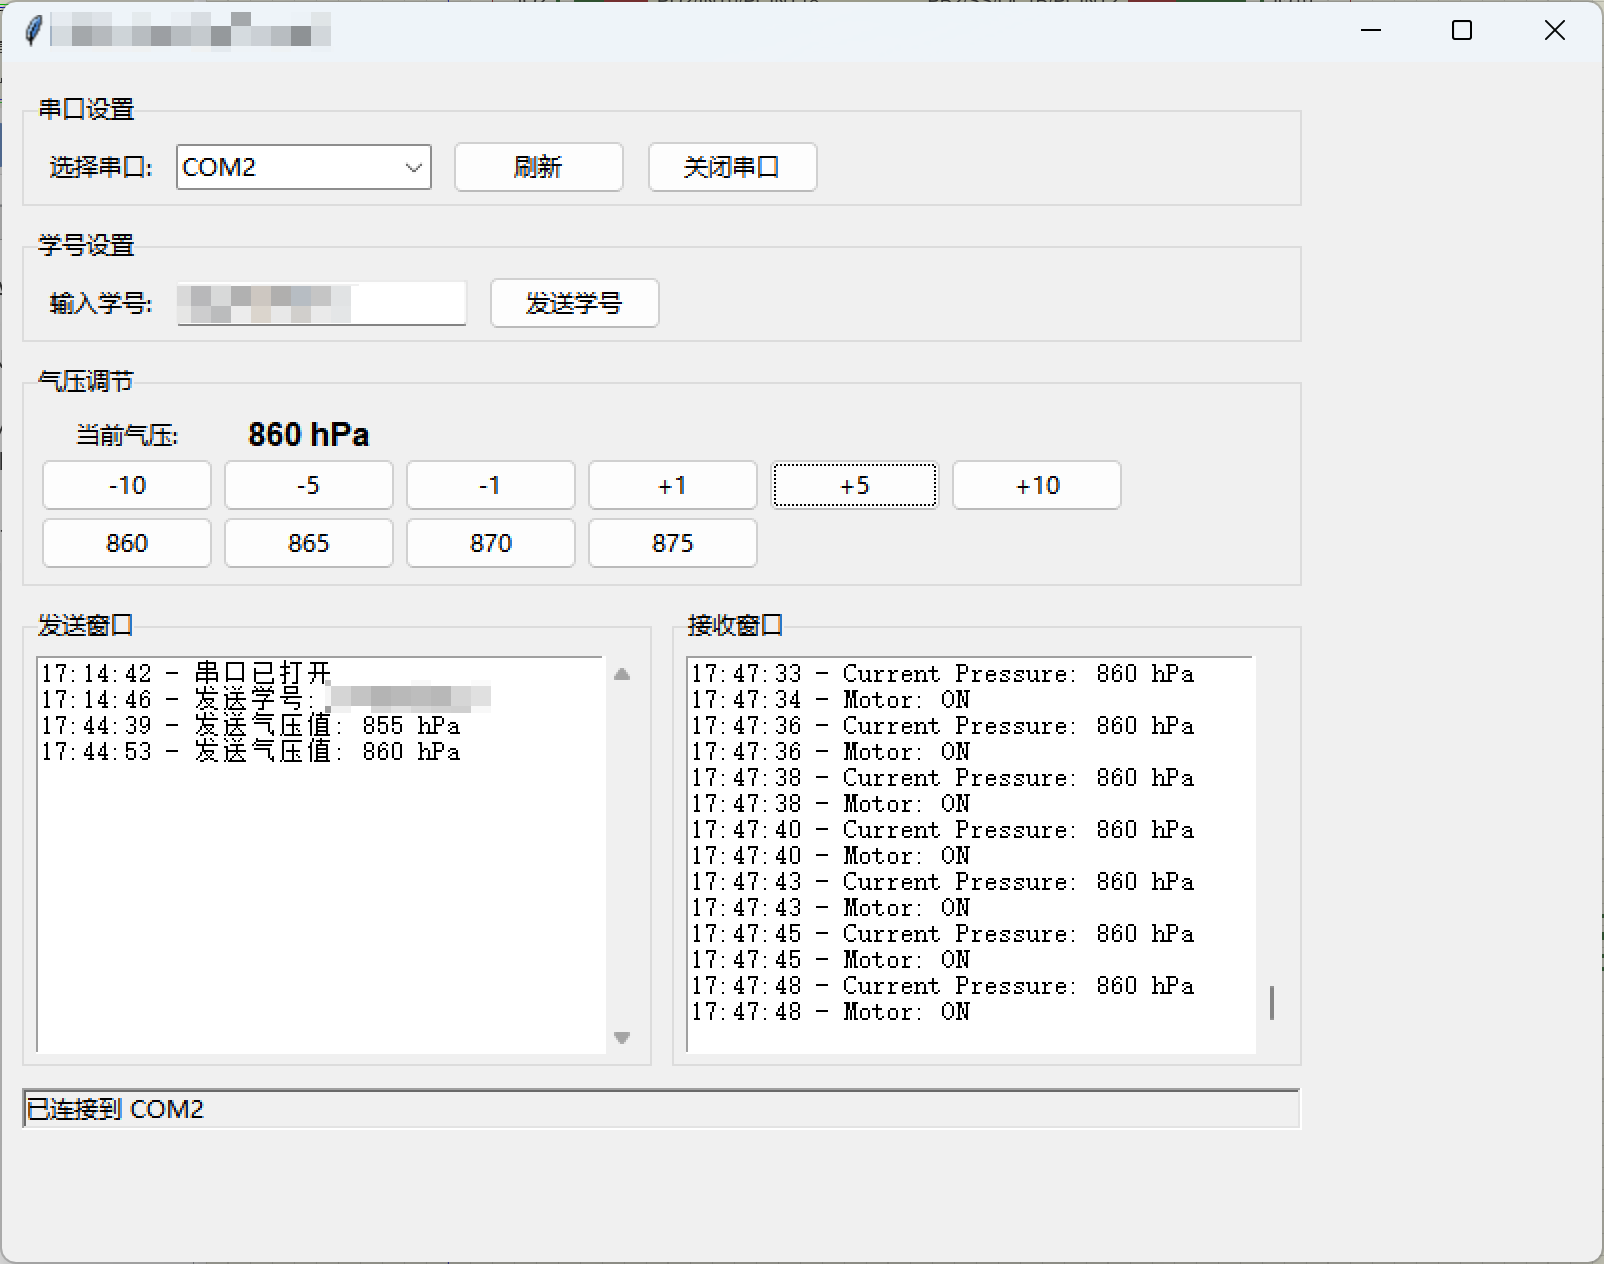 串口设置
选择串口: COM2 刷新 关闭串口
学号设置
输入学号: 发送学号
气压调节
当前气压: 860 hPa
-10 -5 -1 +1 +5 +10
860 865 870 875
发送窗口
17:14:42 - 串口已打开
17:14:46 - 发送学号:
17:44:39 - 发送气压值: 855 hPa
17:44:53 - 发送气压值: 860 hPa
接收窗口
17:47:33 - Current Pressure: 860 hPa
17:47:34 - Motor: ON
17:47:36 - Current Pressure: 860 hPa
17:47:36 - Motor: ON
17:47:38 - Current Pressure: 860 hPa
17:47:38 - Motor: ON
17:47:40 - Current Pressure: 860 hPa
17:47:40 - Motor: ON
17:47:43 - Current Pressure: 860 hPa
17:47:43 - Motor: ON
17:47:45 - Current Pressure: 860 hPa
17:47:45 - Motor: ON
17:47:48 - Current Pressure: 860 hPa
17:47:48 - Motor: ON
已连接到 COM2